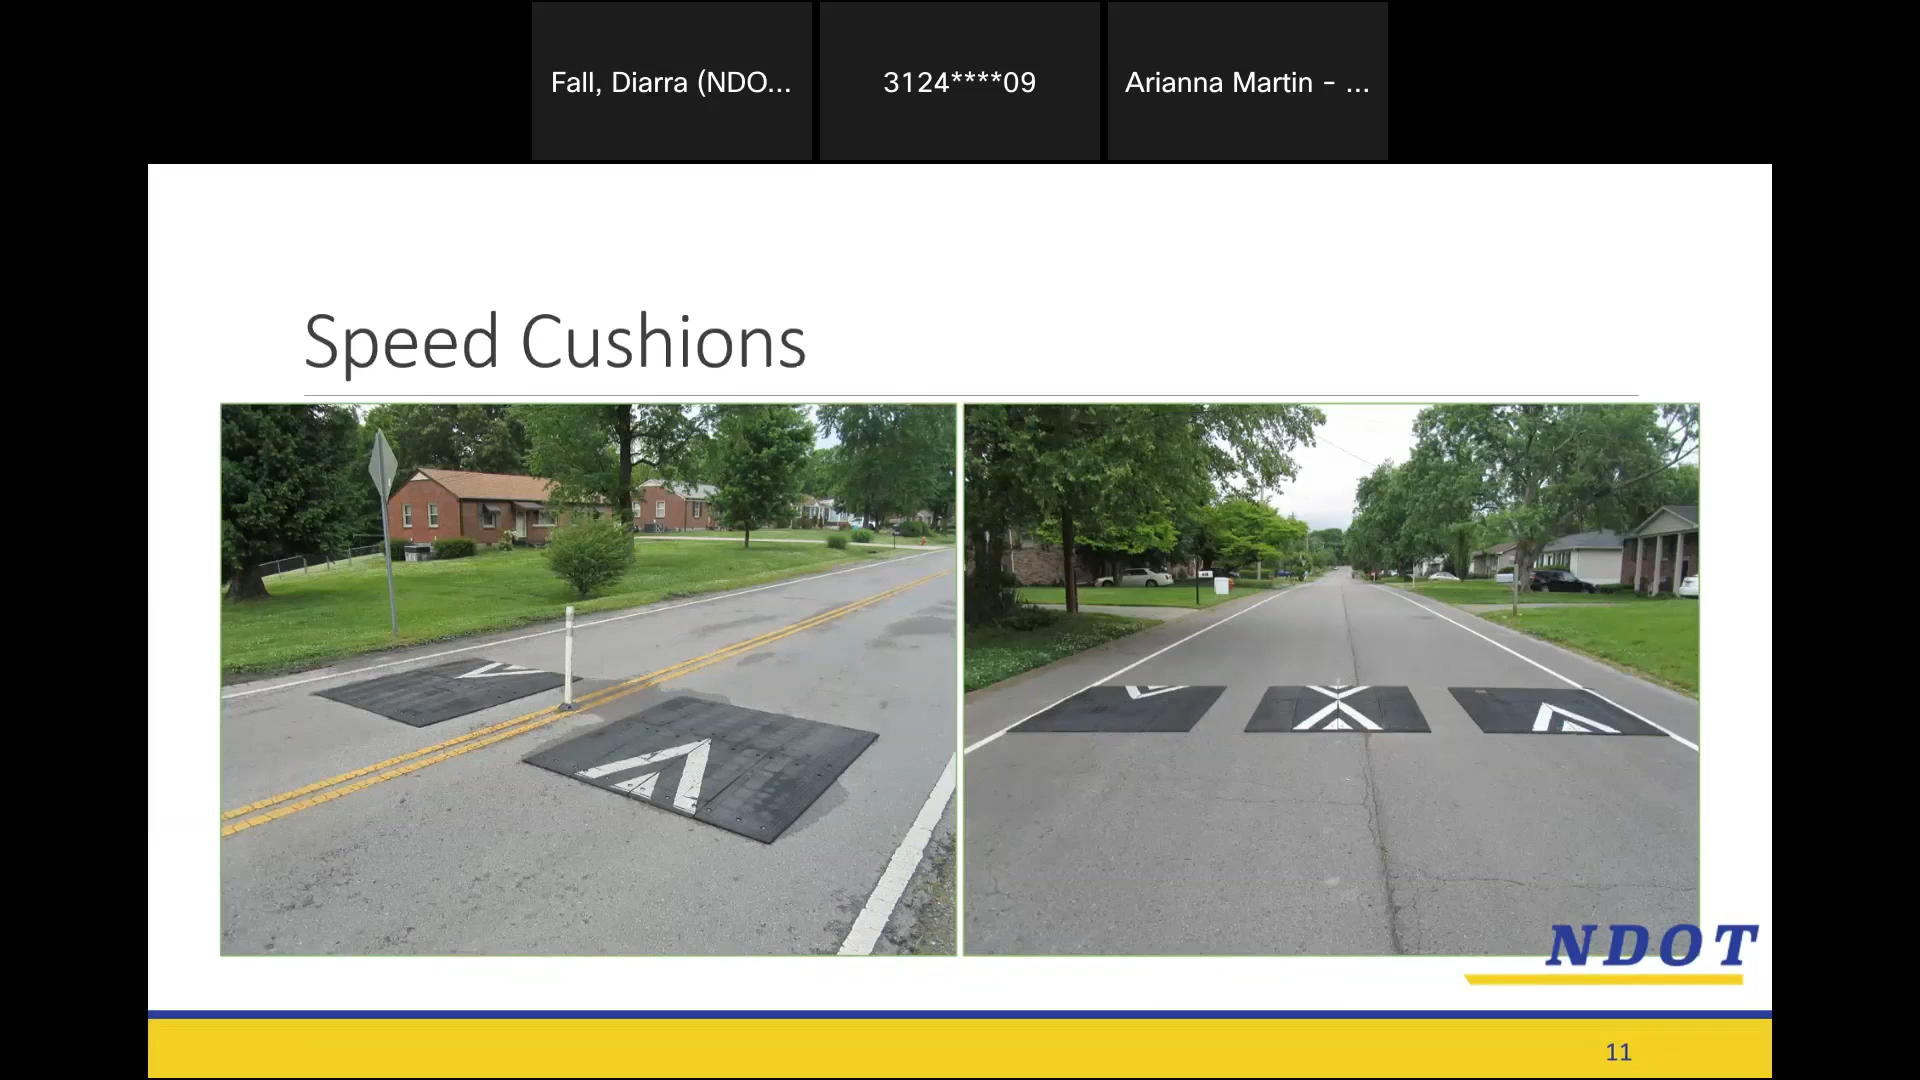 Fall, Diarra (NDO...
3124****09
Arianna Martin - ...
Speed Cushions
NDOT
11